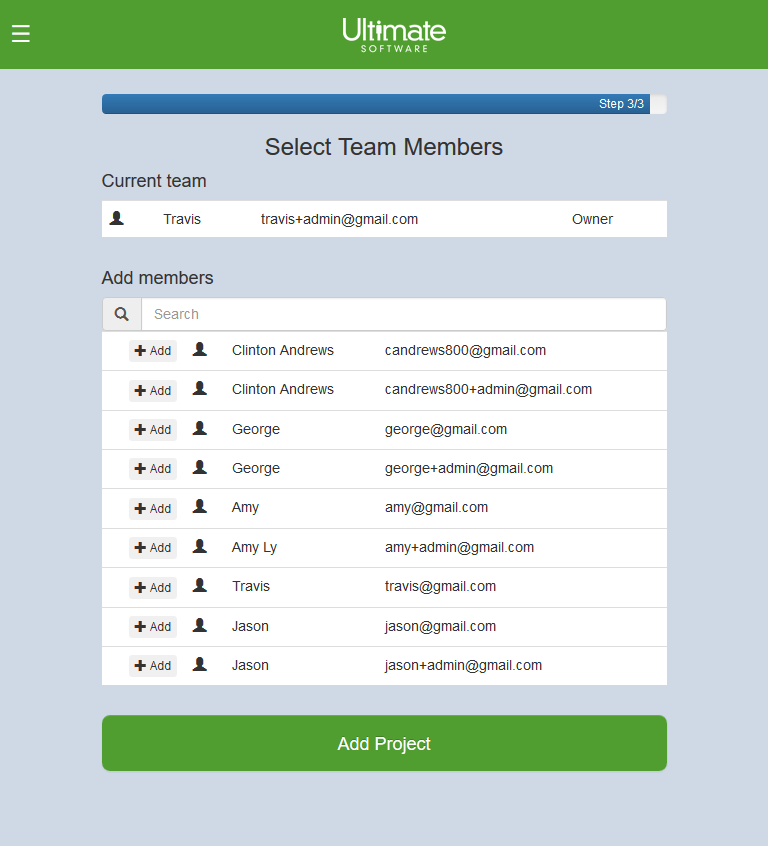 Ultimate
SOFTWARE
Step 3/3
Select Team Members
Current team
Travis travis+admin@gmail.com Owner
Add members
Search
Add Clinton Andrews candrews800@gmail.com
Add Clinton Andrews candrews800+admin@gmail.com
Add George george@gmail.com
Add George george+admin@gmail.com
Add Amy amy@gmail.com
Add Amy Ly amy+admin@gmail.com
Add Travis travis@gmail.com
Add Jason jason@gmail.com
Add Jason jason+admin@gmail.com
Add Project